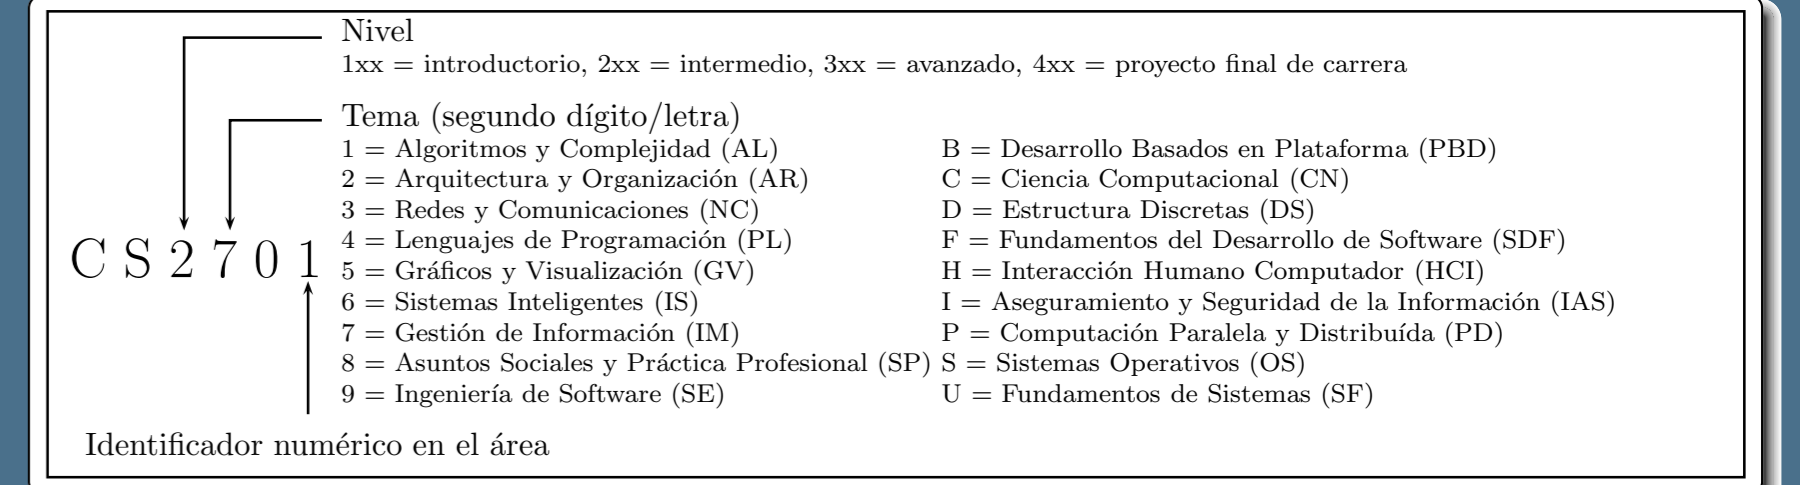 Nivel
1xx = introductorio, 2xx = intermedio, 3xx = avanzado, 4xx = proyecto final de carrera
Tema (segundo dígito/letra)
1 = Algoritmos y Complejidad (AL)
2 = Arquitectura y Organización (AR)
3 = Redes y Comunicaciones (NC)
4 = Lenguajes de Programación (PL)
5 = Gráficos y Visualización (GV)
6 = Sistemas Inteligentes (IS)
7 = Gestión de Información (IM)
8 = Asuntos Sociales y Práctica Profesional (SP)
9 = Ingeniería de Software (SE)
B = Desarrollo Basados en Plataforma (PBD)
C = Ciencia Computacional (CN)
D = Estructura Discretas (DS)
F = Fundamentos del Desarrollo de Software (SDF)
H = Interacción Humano Computador (HCI)
I = Aseguramiento y Seguridad de la Información (IAS)
P = Computación Paralela y Distribuída (PD)
S = Sistemas Operativos (OS)
U = Fundamentos de Sistemas (SF)
C S 2 7 0 1
Identificador numérico en el área